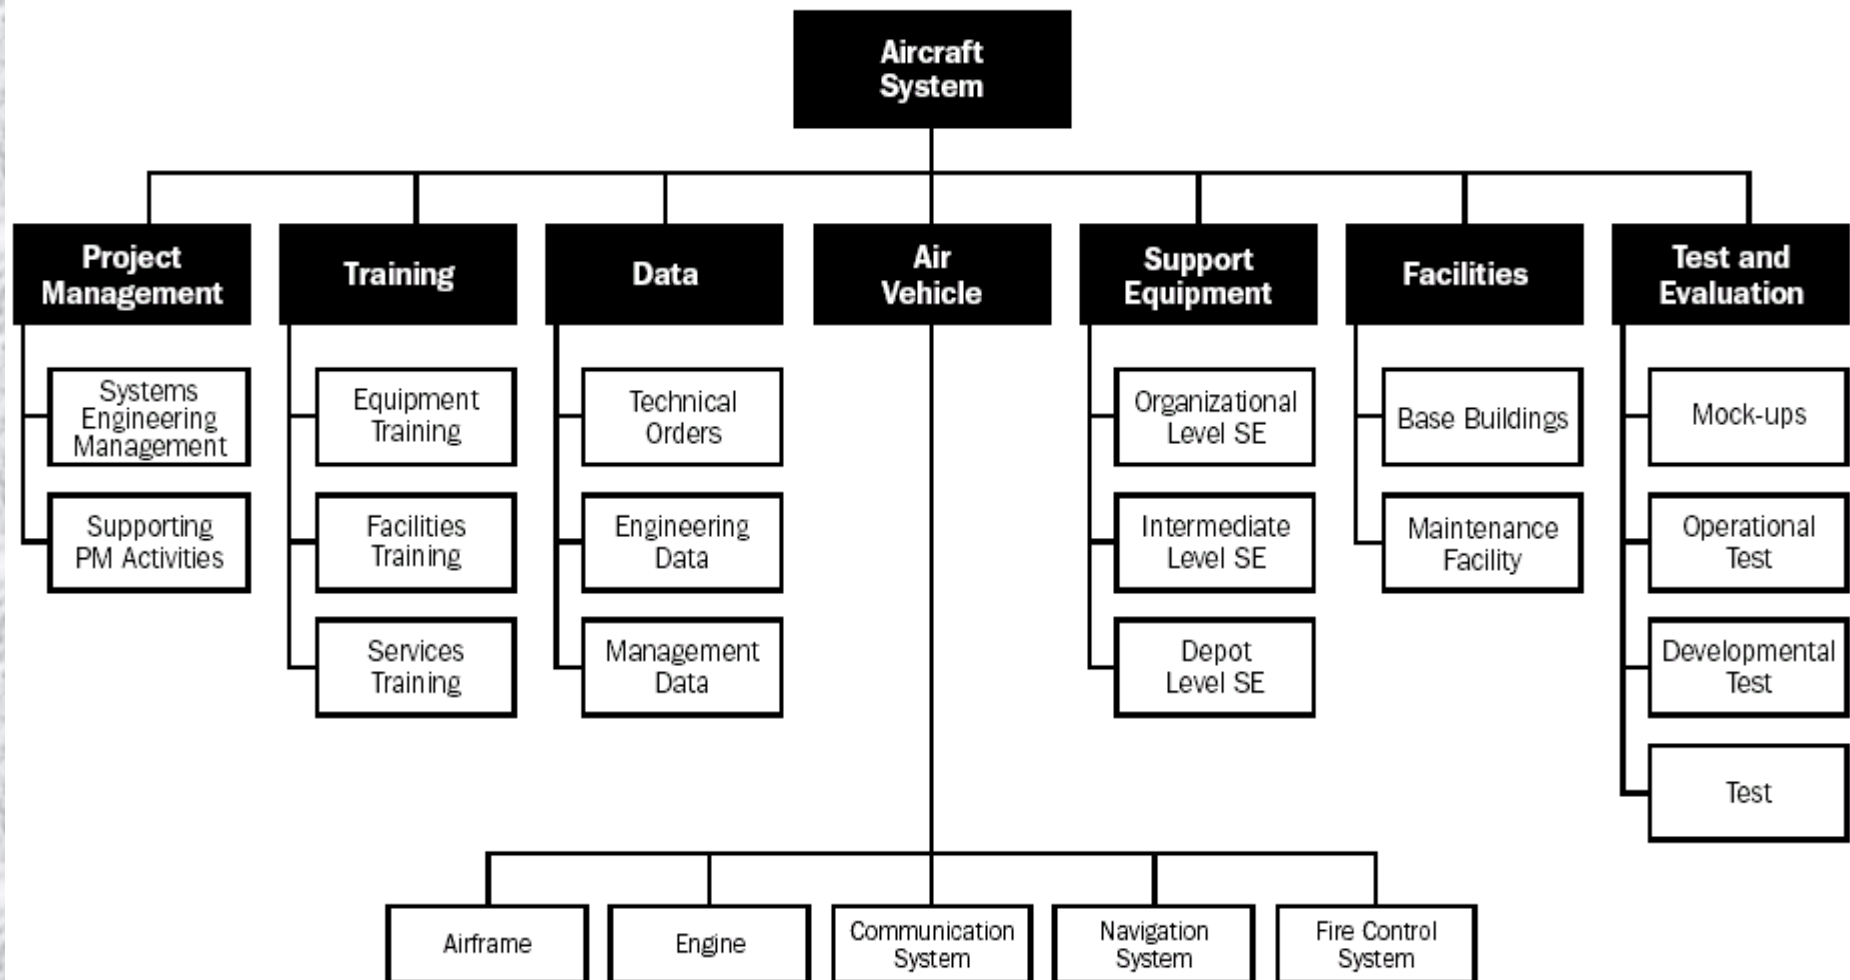 Aircraft
System
Project
Management
Training
Data
Air
Vehicle
Support
Equipment
Facilities
Test and
Evaluation
Systems
Engineering
Management
Equipment
Training
Technical
Orders
Organizational
Level SE
Base Buildings
Mock-ups
Supporting
PM Activities
Facilities
Training
Engineering
Data
Intermediate
Level SE
Maintenance
Facility
Operational
Test
Services
Training
Management
Data
Depot
Level SE
Developmental
Test
Test
Airframe
Engine
Communication
System
Navigation
System
Fire Control
System